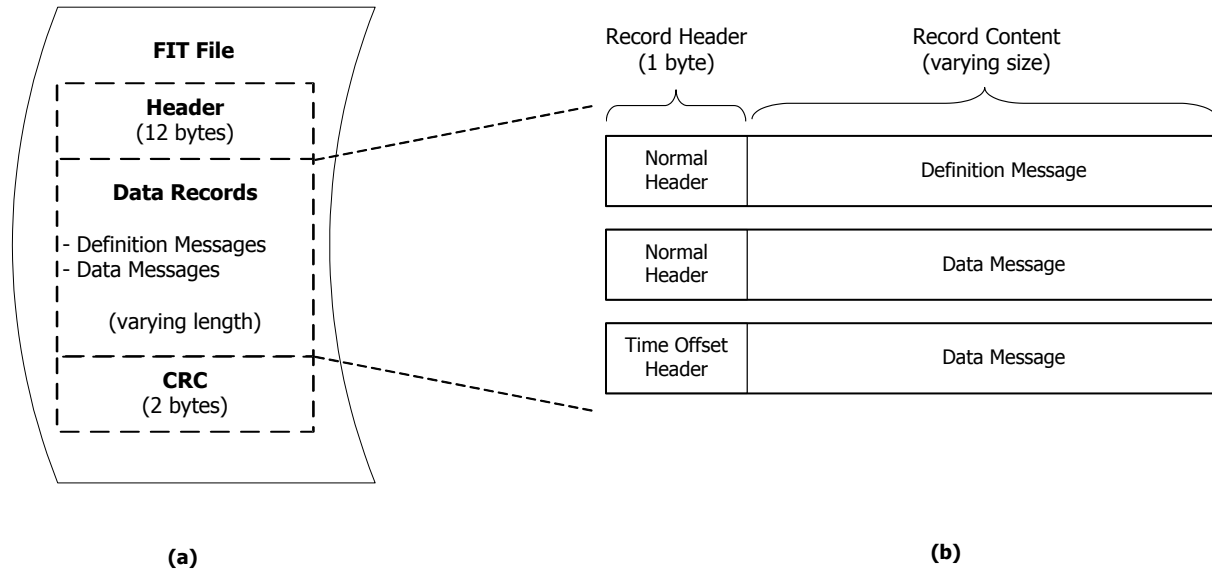 FIT File
Header
(12 bytes)
Data Records
- Definition Messages
- Data Messages
(varying length)
CRC
(2 bytes)
(a)
Record Header
(1 byte)
Record Content
(varying size)
Normal
Header
Definition Message
Normal
Header
Data Message
Time Offset
Header
Data Message
(b)